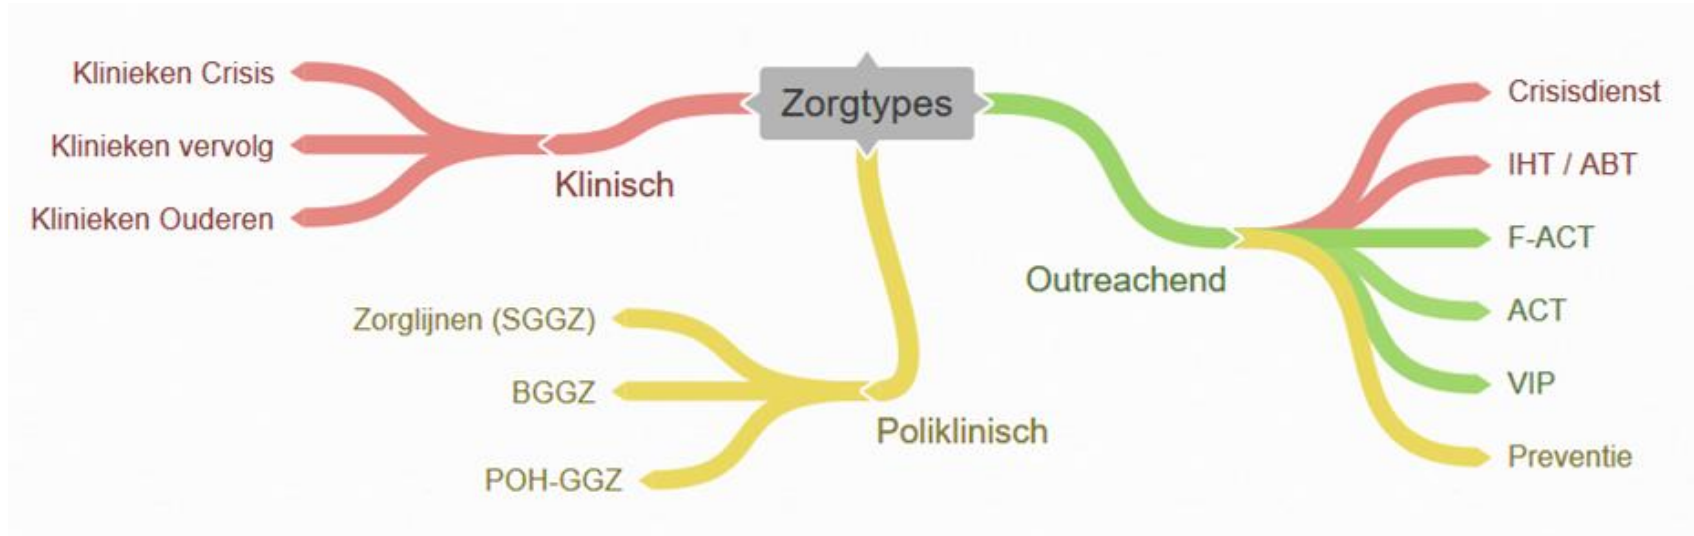 Zorgtypes
Klinisch
Klinieken Crisis
Klinieken vervolg
Klinieken Ouderen
Poliklinisch
Zorglijnen (SGGZ)
BGGZ
POH-GGZ
Outreachend
Crisisdienst
IHT / ABT
F-ACT
ACT
VIP
Preventie